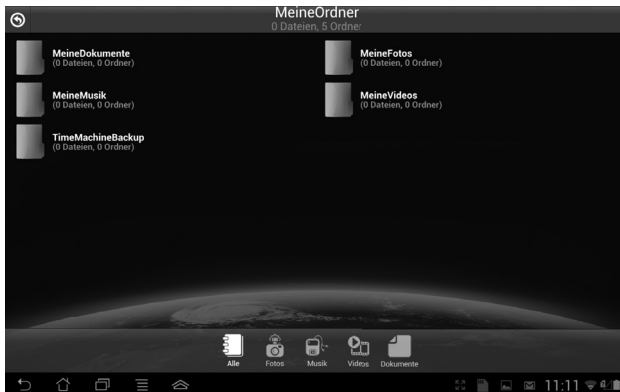 MeineOrdner
0 Dateien, 5 Ordner
MeineDokumente
(0 Dateien, 0 Ordner)
MeineFotos
(0 Dateien, 0 Ordner)
MeineMusik
(0 Dateien, 0 Ordner)
MeineVideos
(0 Dateien, 0 Ordner)
TimeMachineBackup
(0 Dateien, 0 Ordner)
Alle
Fotos
Musik
Videos
Dokumente
11:11